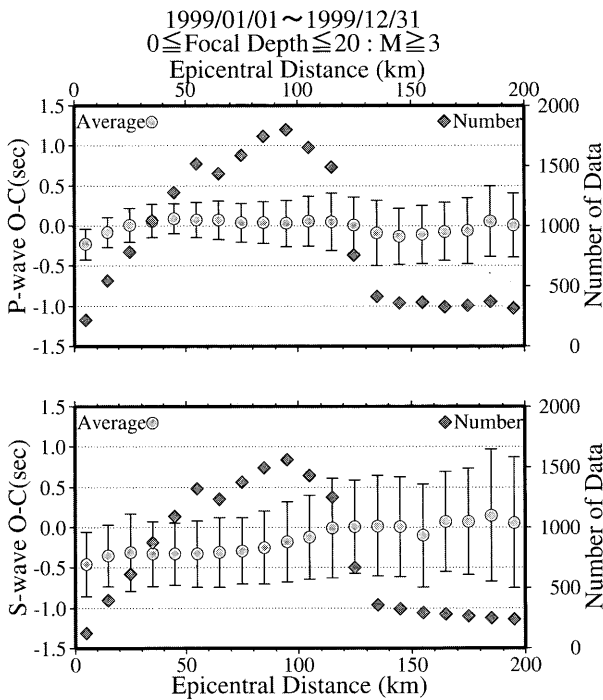 1999/01/01～1999/12/31
0≦Focal Depth≦20 : M≧3
Epicentral Distance (km)
0 50 100 150 200
1.5 Average Number 2000
1.0
0.5 1500
0.0 1000
-0.5 500
-1.0
-1.5 0
P-wave O-C(sec)
Number of Data
1.5 Average Number 2000
1.0 1500
0.5
0.0 1000
-0.5 500
-1.0
-1.5 0
S-wave O-C(sec)
Number of Data
0 50 100 150 200
Epicentral Distance (km)